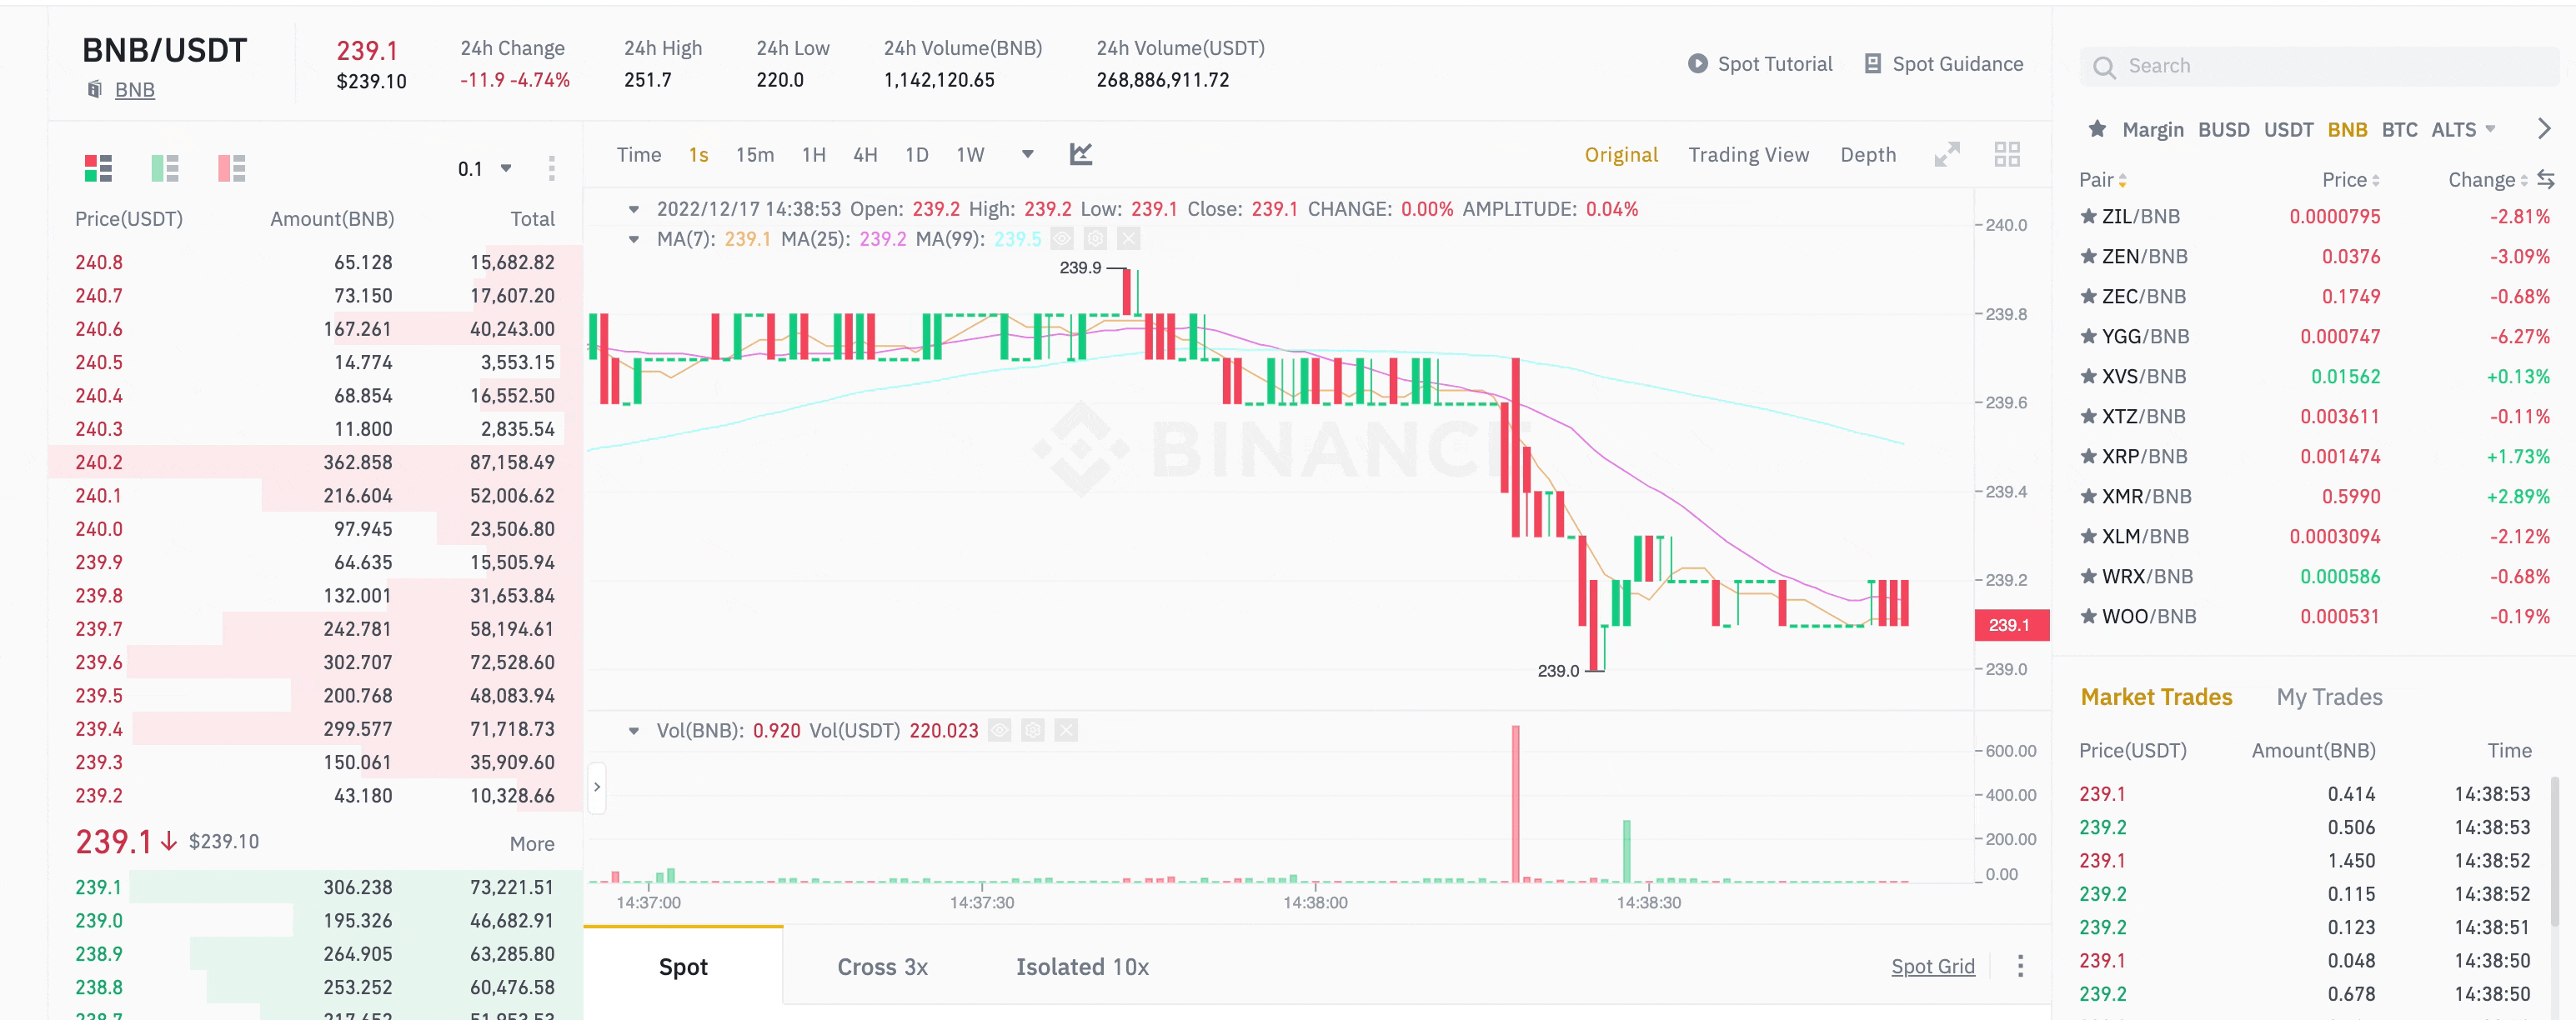 BNB/USDT
BNB
239.1
$239.10
24h Change
-11.9 -4.74%
24h High
251.7
24h Low
220.0
24h Volume(BNB)
1,142,120.65
24h Volume(USDT)
268,886,911.72
Spot Tutorial
Spot Guidance
0.1
Price(USDT) Amount(BNB) Total
240.8 65.128 15,682.82
240.7 73.150 17,607.20
240.6 167.261 40,243.00
240.5 14.774 3,553.15
240.4 68.854 16,552.50
240.3 11.800 2,835.54
240.2 362.858 87,158.49
240.1 216.604 52,006.62
240.0 97.945 23,506.80
239.9 64.635 15,505.94
239.8 132.001 31,653.84
239.7 242.781 58,194.61
239.6 302.707 72,528.60
239.5 200.768 48,083.94
239.4 299.577 71,718.73
239.3 150.061 35,909.60
239.2 43.180 10,328.66
239.1 $239.10 More
239.1 306.238 73,221.51
239.0 195.326 46,682.91
238.9 264.905 63,285.80
238.8 253.252 60,476.58
Time 1s 15m 1H 4H 1D 1W
Original Trading View Depth
2022/12/17 14:38:53 Open: 239.2 High: 239.2 Low: 239.1 Close: 239.1 CHANGE: 0.00% AMPLITUDE: 0.04%
MA(7): 239.1 MA(25): 239.2 MA(99): 239.5
239.9
BINANCE
239.0
240.0
239.8
239.6
239.4
239.2
239.1
239.0
Vol(BNB): 0.920 Vol(USDT) 220.023
600.00
400.00
200.00
0.00
14:37:00 14:37:30 14:38:00 14:38:30
Spot Cross 3x Isolated 10x Spot Grid
Search
Margin BUSD USDT BNB BTC ALTS
Pair Price Change
ZIL/BNB 0.0000795 -2.81%
ZEN/BNB 0.0376 -3.09%
ZEC/BNB 0.1749 -0.68%
YGG/BNB 0.000747 -6.27%
XVS/BNB 0.01562 +0.13%
XTZ/BNB 0.003611 -0.11%
XRP/BNB 0.001474 +1.73%
XMR/BNB 0.5990 +2.89%
XLM/BNB 0.0003094 -2.12%
WRX/BNB 0.000586 -0.68%
WOO/BNB 0.000531 -0.19%
Market Trades My Trades
Price(USDT) Amount(BNB) Time
239.1 0.414 14:38:53
239.2 0.506 14:38:53
239.1 1.450 14:38:52
239.2 0.115 14:38:52
239.2 0.123 14:38:51
239.1 0.048 14:38:50
239.2 0.678 14:38:50